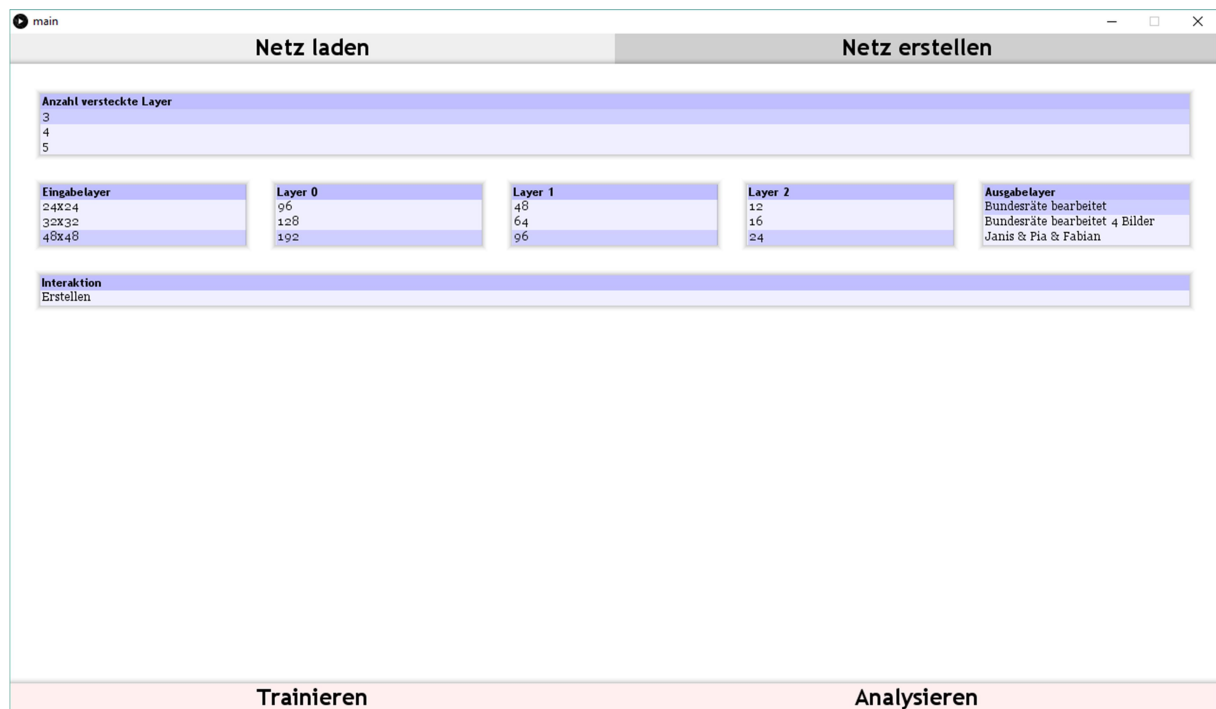 main
Netz laden
Netz erstellen
Anzahl versteckte Layer
3
4
5
Eingabelayer
24x24
32x32
48x48
Layer 0
96
128
192
Layer 1
48
64
96
Layer 2
12
16
24
Ausgabelayer
Bundesräte bearbeitet
Bundesräte bearbeitet 4 Bilder
Janis & Pia & Fabian
Interaktion
Erstellen
Trainieren
Analysieren